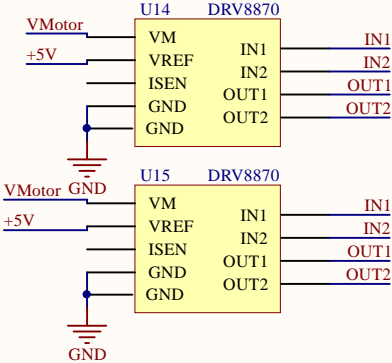 U14 DRV8870
VMotor VM IN1 IN1
+5V VREF IN2 IN2
ISEN OUT1 OUT1
GND OUT2 OUT2
GND
GND
U15 DRV8870
VMotor VM IN1 IN1
+5V VREF IN2 IN2
ISEN OUT1 OUT1
GND OUT2 OUT2
GND
GND